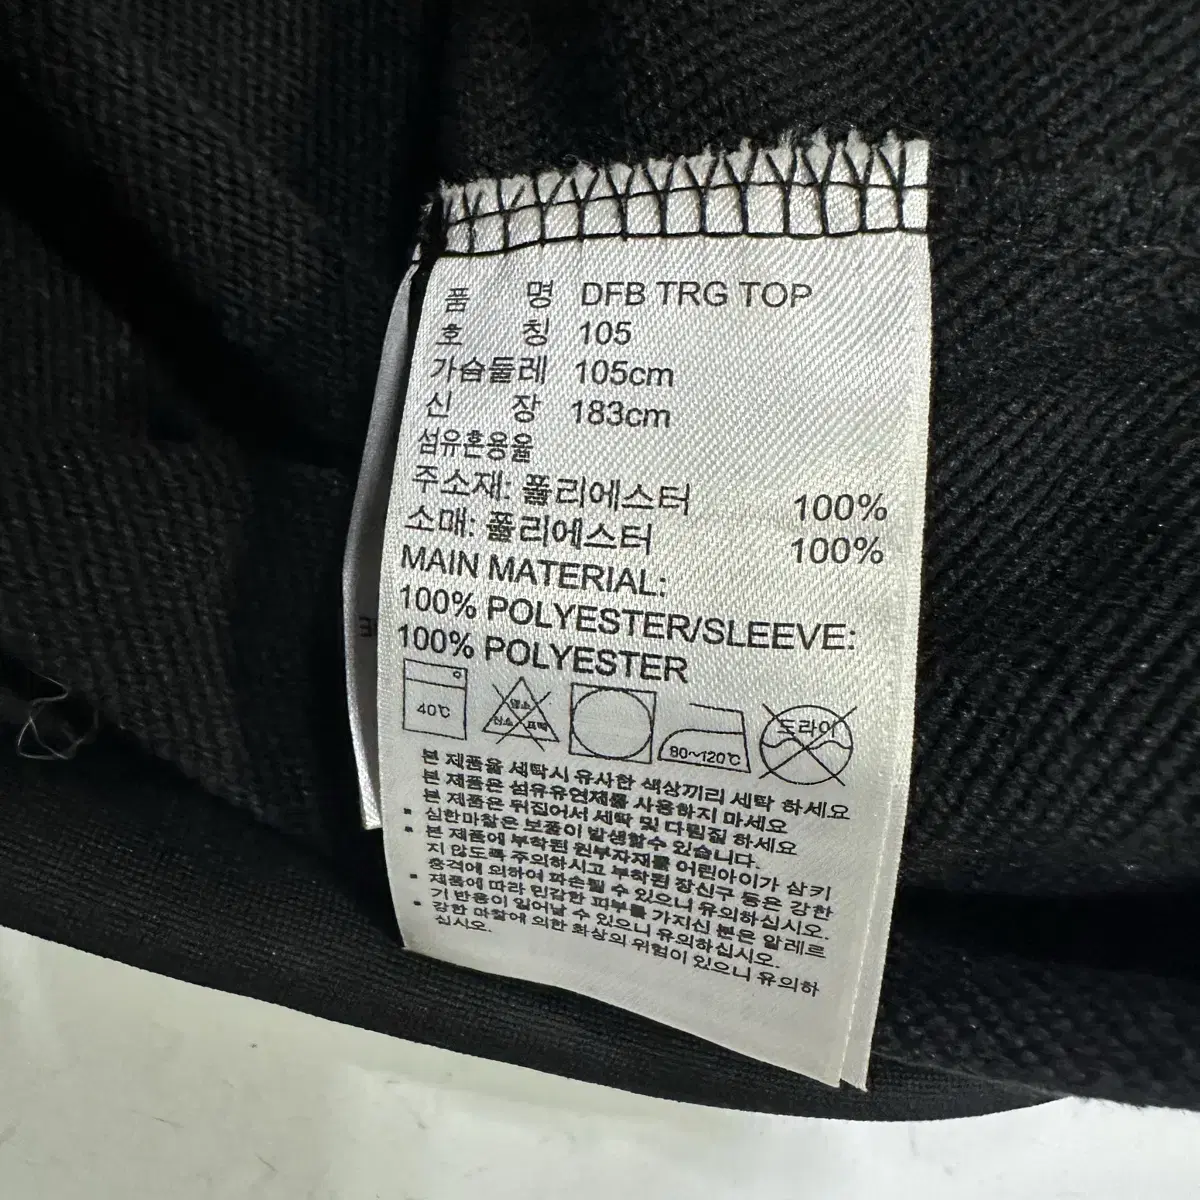 품 명 DFB TRG TOP
호 칭 105
가슴둘레 105cm
신 장 183cm
섬유혼용율
주소재: 폴리에스터 100%
소매: 폴리에스터 100%
MAIN MATERIAL:
100% POLYESTER/SLEEVE:
100% POLYESTER
40℃ 염소 산소 표백 80~120℃ 드라이
본 제품을 세탁시 유사한 색상끼리 세탁 하세요
본 제품은 섬유유연제를 사용하지 마세요
본 제품은 뒤집어서 세탁 및 다림질 하세요
• 심한마찰은 보풀이 발생할수 있습니다.
• 본 제품에 부착된 원부자재를 어린아이가 삼키
지 않도록 주의하시고 부착된 장신구 등은 강한
충격에 의하여 파손될 수 있으니 유의하십시오.
• 제품에 따라 민감한 피부를 가지신 분은 알레르
기 반응이 일어날 수 있으니 유의하십시오.
• 강한 마찰에 의한 화상의 위험이 있으니 유의하
십시오.